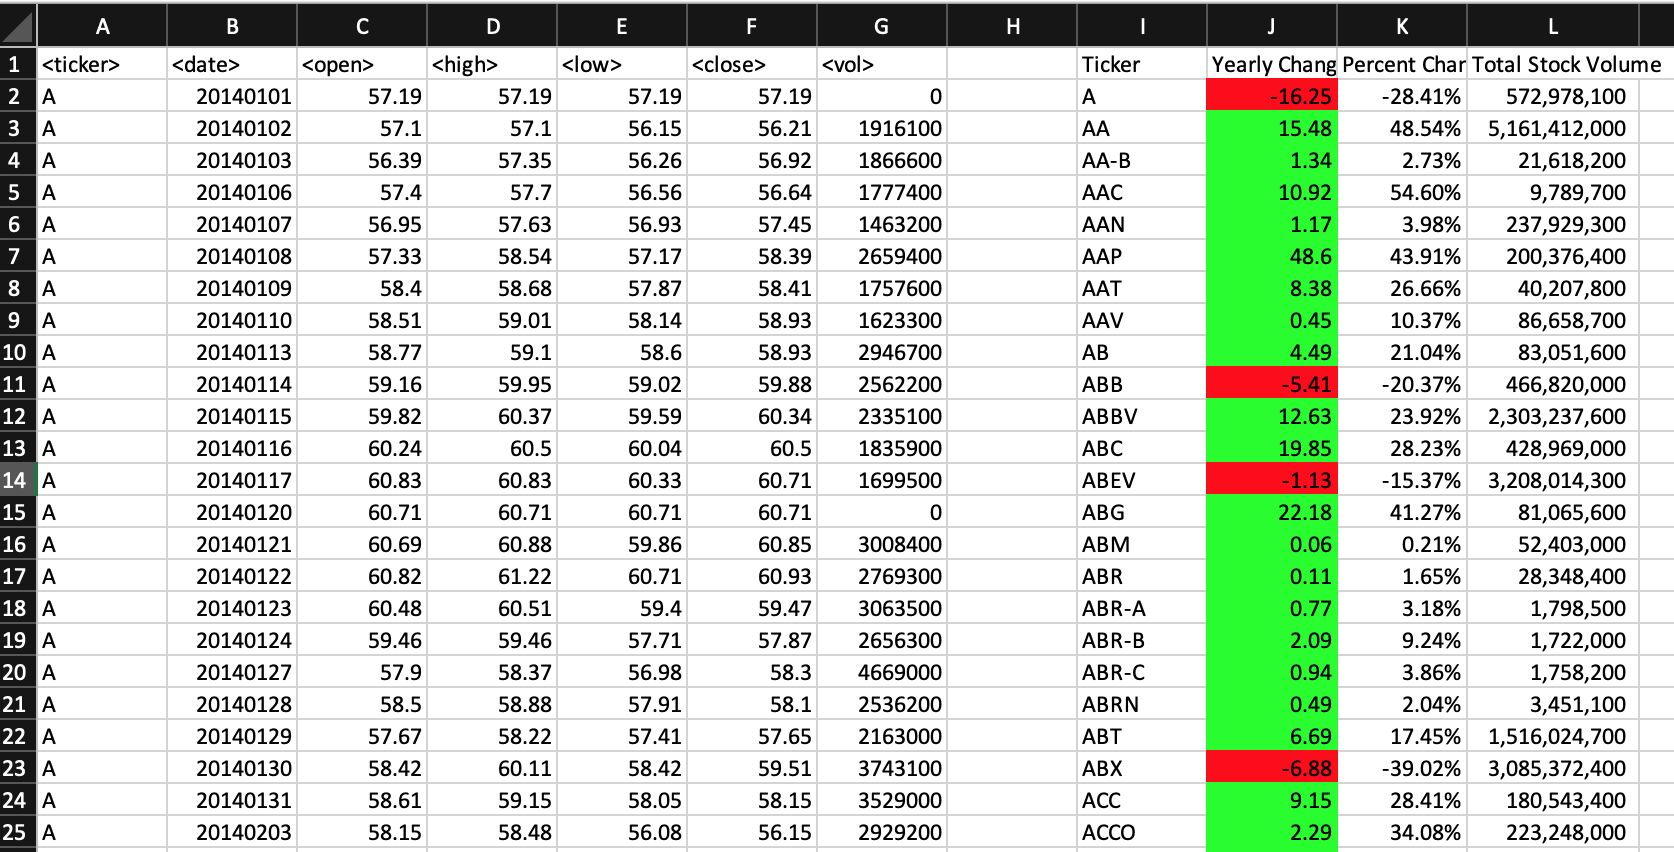 A B C D E F G H I J K L
1 <ticker> <date> <open> <high> <low> <close> <vol> Ticker Yearly Chang Percent Char Total Stock Volume
2 A 20140101 57.19 57.19 57.19 57.19 0 A -16.25 -28.41% 572,978,100
3 A 20140102 57.1 57.1 56.15 56.21 1916100 AA 15.48 48.54% 5,161,412,000
4 A 20140103 56.39 57.35 56.26 56.92 1866600 AA-B 1.34 2.73% 21,618,200
5 A 20140106 57.4 57.7 56.56 56.64 1777400 AAC 10.92 54.60% 9,789,700
6 A 20140107 56.95 57.63 56.93 57.45 1463200 AAN 1.17 3.98% 237,929,300
7 A 20140108 57.33 58.54 57.17 58.39 2659400 AAP 48.6 43.91% 200,376,400
8 A 20140109 58.4 58.68 57.87 58.41 1757600 AAT 8.38 26.66% 40,207,800
9 A 20140110 58.51 59.01 58.14 58.93 1623300 AAV 0.45 10.37% 86,658,700
10 A 20140113 58.77 59.1 58.6 58.93 2946700 AB 4.49 21.04% 83,051,600
11 A 20140114 59.16 59.95 59.02 59.88 2562200 ABB -5.41 -20.37% 466,820,000
12 A 20140115 59.82 60.37 59.59 60.34 2335100 ABBV 12.63 23.92% 2,303,237,600
13 A 20140116 60.24 60.5 60.04 60.5 1835900 ABC 19.85 28.23% 428,969,000
14 A 20140117 60.83 60.83 60.33 60.71 1699500 ABEV -1.13 -15.37% 3,208,014,300
15 A 20140120 60.71 60.71 60.71 60.71 0 ABG 22.18 41.27% 81,065,600
16 A 20140121 60.69 60.88 59.86 60.85 3008400 ABM 0.06 0.21% 52,403,000
17 A 20140122 60.82 61.22 60.71 60.93 2769300 ABR 0.11 1.65% 28,348,400
18 A 20140123 60.48 60.51 59.4 59.47 3063500 ABR-A 0.77 3.18% 1,798,500
19 A 20140124 59.46 59.46 57.71 57.87 2656300 ABR-B 2.09 9.24% 1,722,000
20 A 20140127 57.9 58.37 56.98 58.3 4669000 ABR-C 0.94 3.86% 1,758,200
21 A 20140128 58.5 58.88 57.91 58.1 2536200 ABRN 0.49 2.04% 3,451,100
22 A 20140129 57.67 58.22 57.41 57.65 2163000 ABT 6.69 17.45% 1,516,024,700
23 A 20140130 58.42 60.11 58.42 59.51 3743100 ABX -6.88 -39.02% 3,085,372,400
24 A 20140131 58.61 59.15 58.05 58.15 3529000 ACC 9.15 28.41% 180,543,400
25 A 20140203 58.15 58.48 56.08 56.15 2929200 ACCO 2.29 34.08% 223,248,000